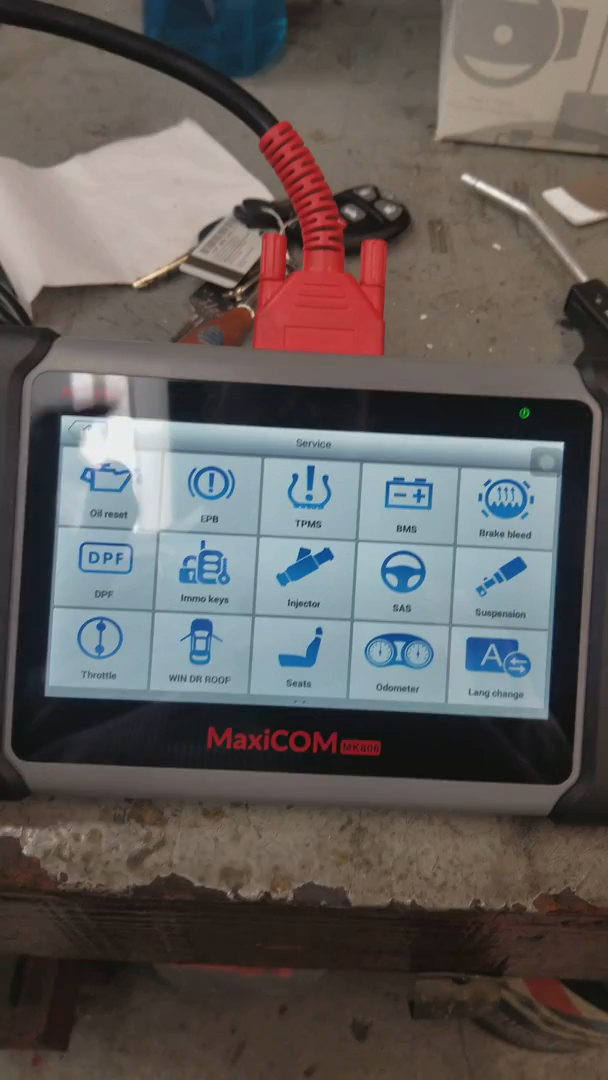 Service
Oil reset
EPB
TPMS
BMS
Brake bleed
DPF
DPF
Immo keys
Injector
SAS
Suspension
Throttle
WIN DR ROOF
Seats
Odometer
A
Lang change
MaxiCOM MK808